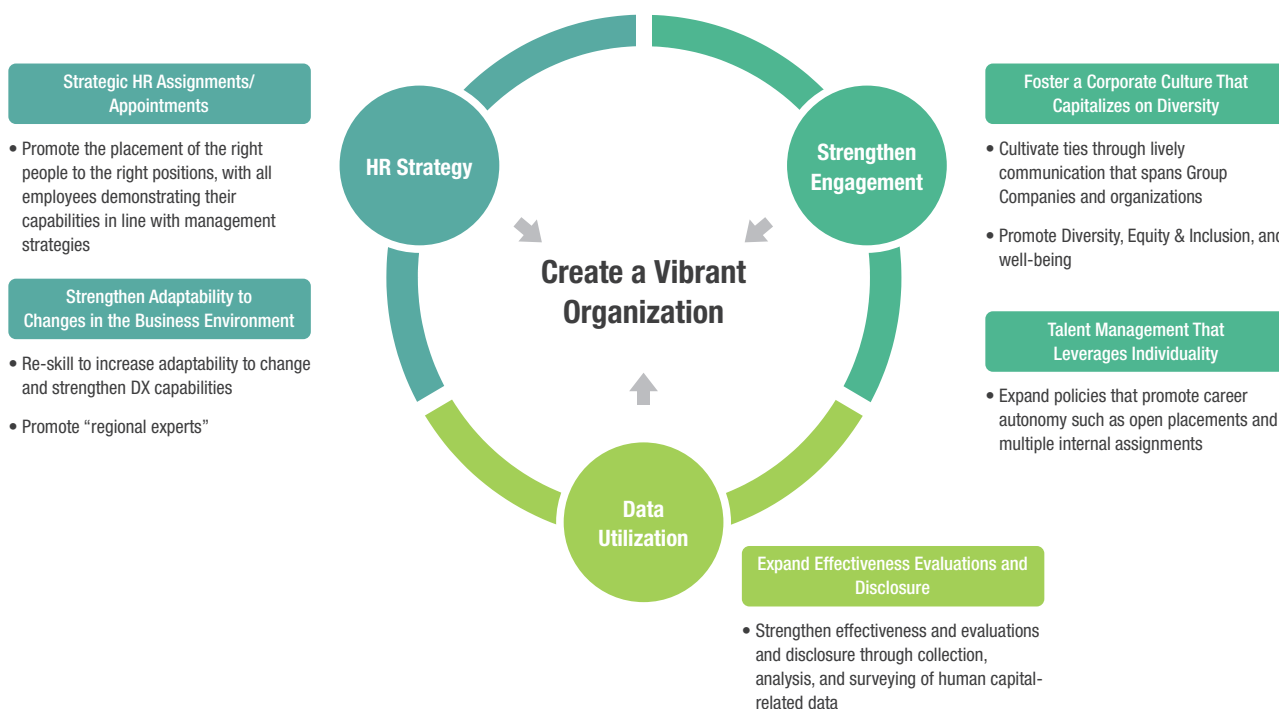 Strategic HR Assignments/
Appointments
• Promote the placement of the right
people to the right positions, with all
employees demonstrating their
capabilities in line with management
strategies
Strengthen Adaptability to
Changes in the Business Environment
• Re-skill to increase adaptability to change
and strengthen DX capabilities
• Promote “regional experts”
HR Strategy
Strengthen
Engagement
Create a Vibrant
Organization
Data
Utilization
Foster a Corporate Culture That
Capitalizes on Diversity
• Cultivate ties through lively
communication that spans Group
Companies and organizations
• Promote Diversity, Equity & Inclusion, and
well-being
Talent Management That
Leverages Individuality
• Expand policies that promote career
autonomy such as open placements and
multiple internal assignments
Expand Effectiveness Evaluations and
Disclosure
• Strengthen effectiveness and evaluations
and disclosure through collection,
analysis, and surveying of human capital-
related data